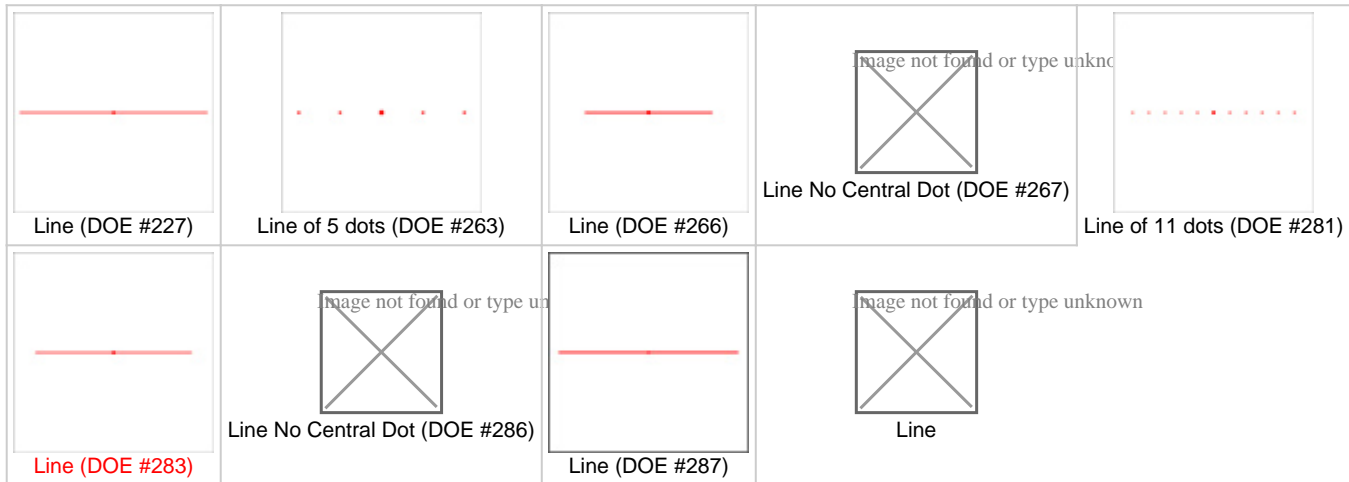 Image not found or type unkno
Line (DOE #227)
Line of 5 dots (DOE #263)
Line (DOE #266)
Line No Central Dot (DOE #267)
Line of 11 dots (DOE #281)
Image not found or type un
Image not found or type unknown
Line (DOE #283)
Line No Central Dot (DOE #286)
Line (DOE #287)
Line